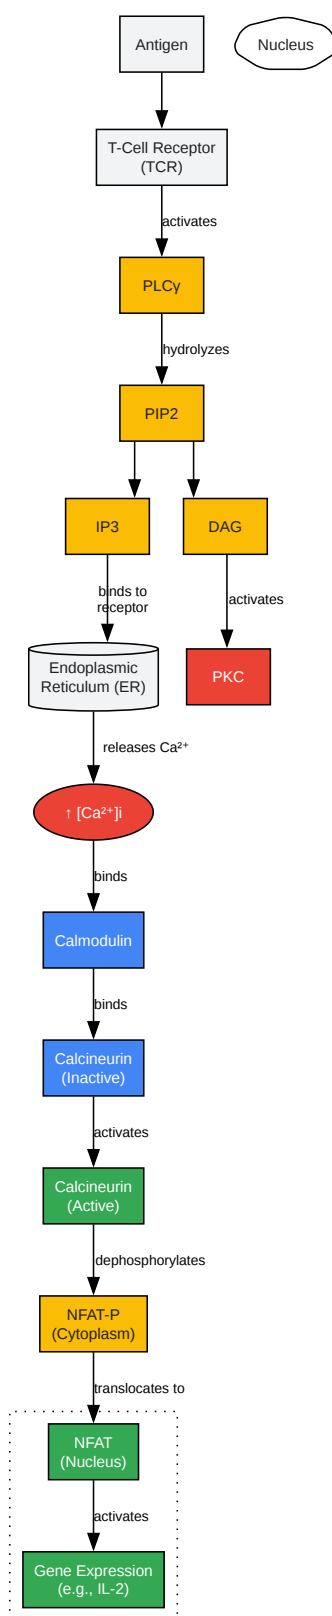 Antigen
Nucleus
T-Cell Receptor
(TCR)
activates
PLCγ
hydrolyzes
PIP2
IP3
DAG
binds to
receptor
activates
Endoplasmic
Reticulum (ER)
PKC
releases Ca²⁺
↑ [Ca²⁺]i
binds
Calmodulin
binds
Calcineurin
(Inactive)
activates
Calcineurin
(Active)
dephosphorylates
NFAT-P
(Cytoplasm)
translocates to
NFAT
(Nucleus)
activates
Gene Expression
(e.g., IL-2)